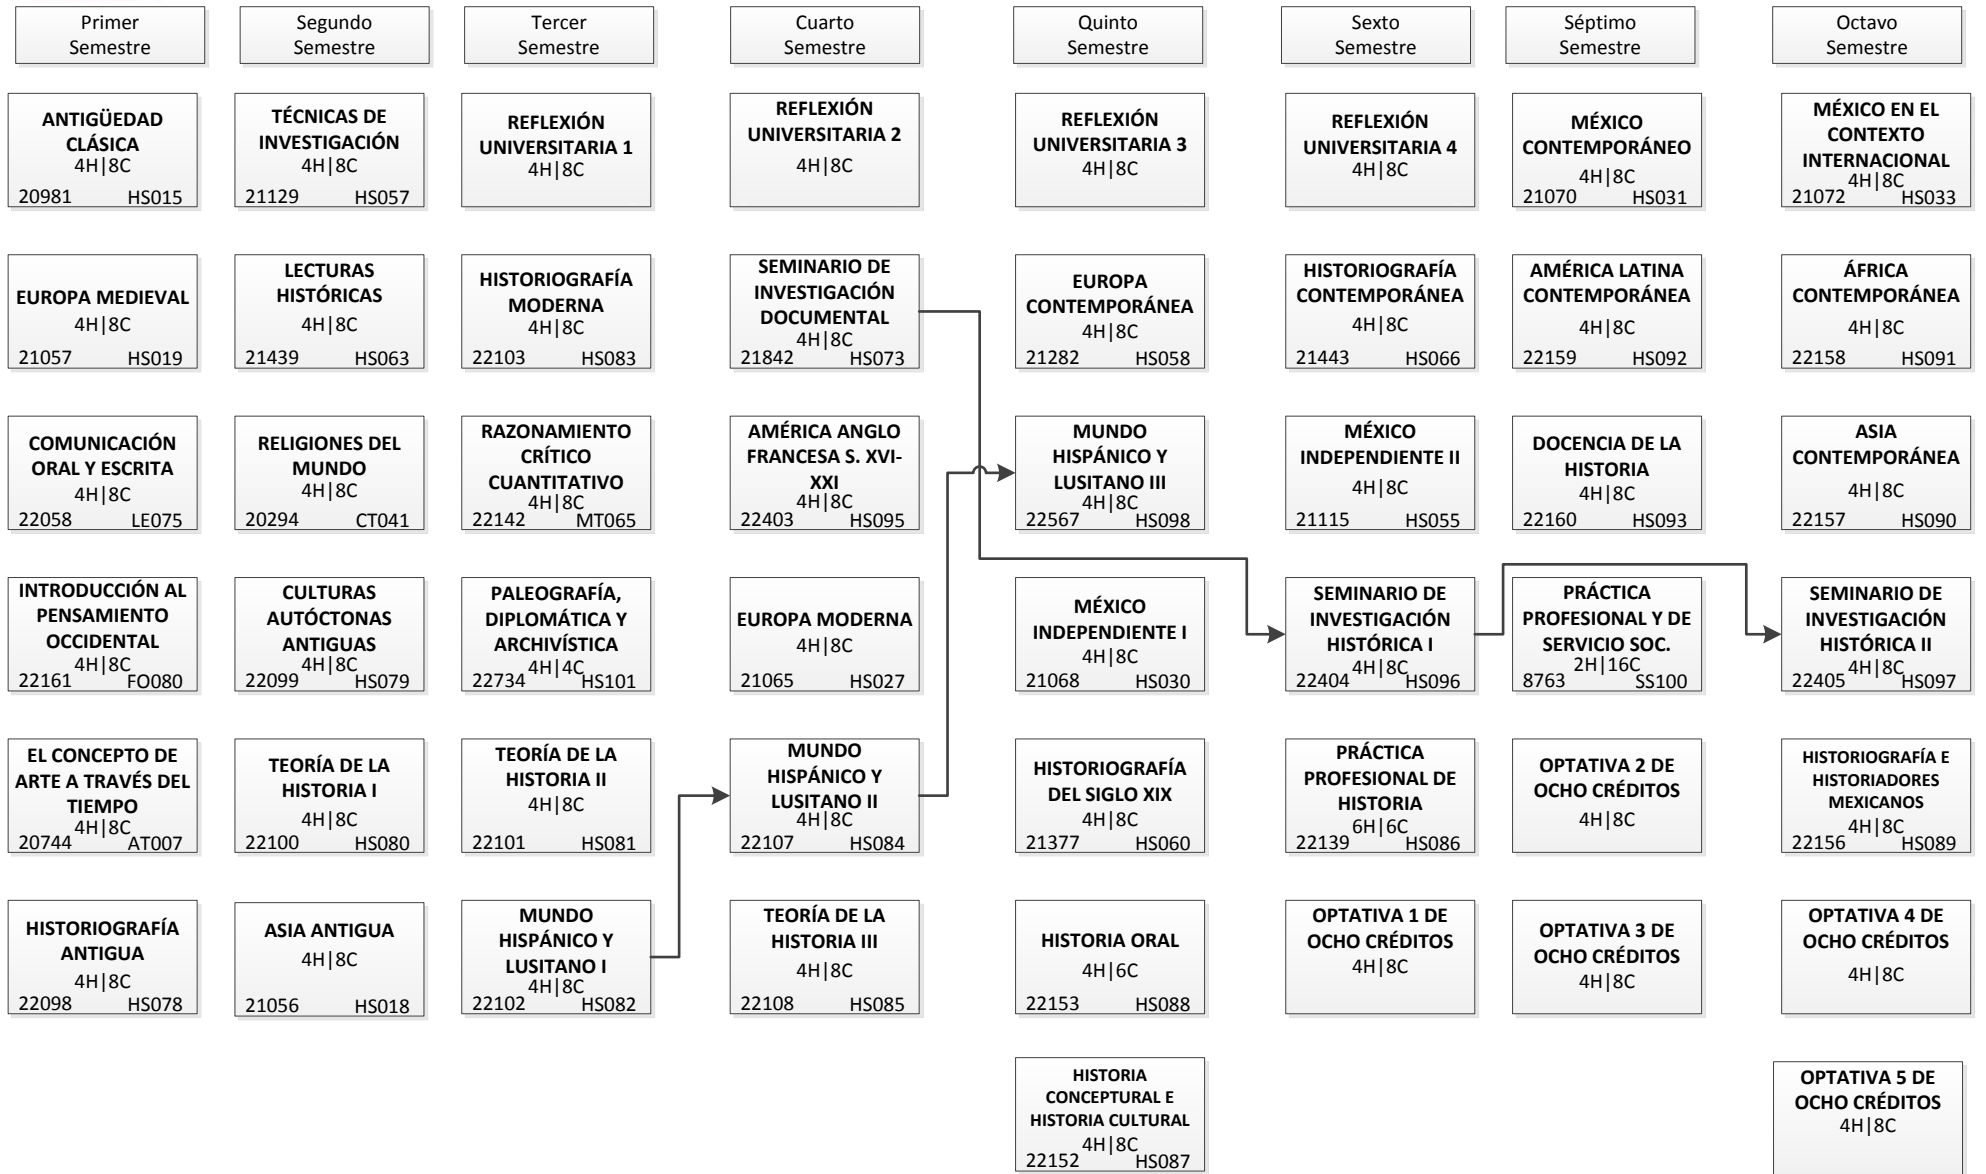 Primer
Semestre
ANTIGÜEDAD
CLÁSICA
4H|8C
20981 HS015
EUROPA MEDIEVAL
4H|8C
21057 HS019
COMUNICACIÓN
ORAL Y ESCRITA
4H|8C
22058 LE075
INTRODUCCIÓN AL
PENSAMIENTO
OCCIDENTAL
4H|8C
22161 FO080
EL CONCEPTO DE
ARTE A TRAVÉS DEL
TIEMPO
4H|8C
20744 AT007
HISTORIOGRAFÍA
ANTIGUA
4H|8C
22098 HS078
Segundo
Semestre
TÉCNICAS DE
INVESTIGACIÓN
4H|8C
21129 HS057
LECTURAS
HISTÓRICAS
4H|8C
21439 HS063
RELIGIONES DEL
MUNDO
4H|8C
20294 CT041
CULTURAS
AUTÓCTONAS
ANTIGUAS
4H|8C
22099 HS079
TEORÍA DE LA
HISTORIA I
4H|8C
22100 HS080
ASIA ANTIGUA
4H|8C
21056 HS018
Tercer
Semestre
REFLEXIÓN
UNIVERSITARIA 1
4H|8C
HISTORIOGRAFÍA
MODERNA
4H|8C
22103 HS083
RAZONAMIENTO
CRÍTICO
CUANTITATIVO
4H|8C
22142 MT065
PALEOGRAFÍA,
DIPLOMÁTICA Y
ARCHIVÍSTICA
4H|4C
22734 HS101
TEORÍA DE LA
HISTORIA II
4H|8C
22101 HS081
MUNDO
HISPÁNICO Y
LUSITANO I
4H|8C
22102 HS082
Cuarto
Semestre
REFLEXIÓN
UNIVERSITARIA 2
4H|8C
SEMINARIO DE
INVESTIGACIÓN
DOCUMENTAL
4H|8C
21842 HS073
AMÉRICA ANGLO
FRANCESA S. XVI-
XXI
4H|8C
22403 HS095
EUROPA MODERNA
4H|8C
21065 HS027
MUNDO
HISPÁNICO Y
LUSITANO II
4H|8C
22107 HS084
TEORÍA DE LA
HISTORIA III
4H|8C
22108 HS085
Quinto
Semestre
REFLEXIÓN
UNIVERSITARIA 3
4H|8C
EUROPA
CONTEMPORÁNEA
4H|8C
21282 HS058
MUNDO
HISPÁNICO Y
LUSITANO III
4H|8C
22567 HS098
MÉXICO
INDEPENDIENTE I
4H|8C
21068 HS030
HISTORIOGRAFÍA
DEL SIGLO XIX
4H|8C
21377 HS060
HISTORIA ORAL
4H|6C
22153 HS088
HISTORIA
CONCEPTURAL E
HISTORIA CULTURAL
4H|8C
22152 HS087
Sexto
Semestre
REFLEXIÓN
UNIVERSITARIA 4
4H|8C
HISTORIOGRAFÍA
CONTEMPORÁNEA
4H|8C
21443 HS066
MÉXICO
INDEPENDIENTE II
4H|8C
21115 HS055
SEMINARIO DE
INVESTIGACIÓN
HISTÓRICA I
4H|8C
22404 HS096
PRÁCTICA
PROFESIONAL DE
HISTORIA
6H|6C
22139 HS086
OPTATIVA 1 DE
OCHO CRÉDITOS
4H|8C
Séptimo
Semestre
MÉXICO
CONTEMPORÁNEO
4H|8C
21070 HS031
AMÉRICA LATINA
CONTEMPORÁNEA
4H|8C
22159 HS092
DOCENCIA DE LA
HISTORIA
4H|8C
22160 HS093
PRÁCTICA
PROFESIONAL Y DE
SERVICIO SOC.
2H|16C
8763 SS100
OPTATIVA 2 DE
OCHO CRÉDITOS
4H|8C
OPTATIVA 3 DE
OCHO CRÉDITOS
4H|8C
Octavo
Semestre
MÉXICO EN EL
CONTEXTO
INTERNACIONAL
4H|8C
21072 HS033
ÁFRICA
CONTEMPORÁNEA
4H|8C
22158 HS091
ASIA
CONTEMPORÁNEA
4H|8C
22157 HS090
SEMINARIO DE
INVESTIGACIÓN
HISTÓRICA II
4H|8C
22405 HS097
HISTORIOGRAFÍA E
HISTORIADORES
MEXICANOS
4H|8C
22156 HS089
OPTATIVA 4 DE
OCHO CRÉDITOS
4H|8C
OPTATIVA 5 DE
OCHO CRÉDITOS
4H|8C